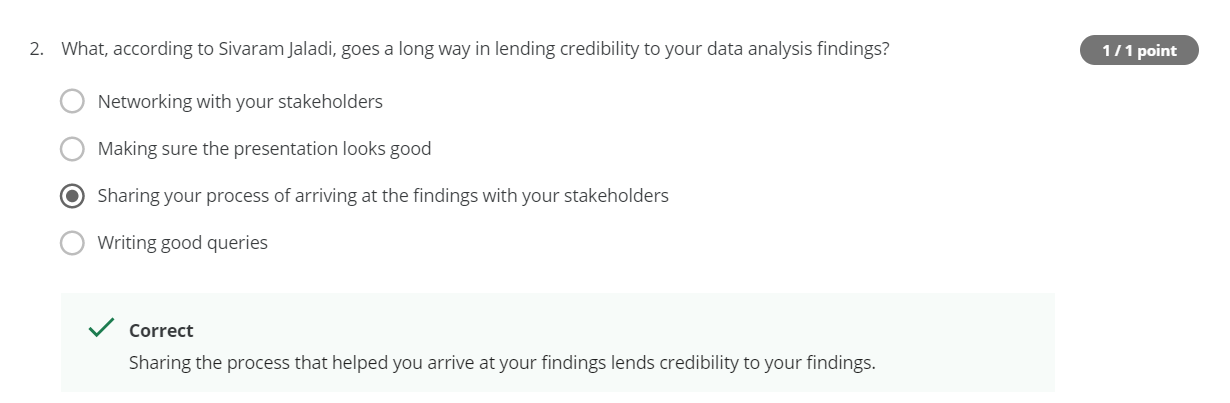 2. What, according to Sivaram Jaladi, goes a long way in lending credibility to your data analysis findings?
1 / 1 point
Networking with your stakeholders
Making sure the presentation looks good
Sharing your process of arriving at the findings with your stakeholders
Writing good queries
Correct
Sharing the process that helped you arrive at your findings lends credibility to your findings.